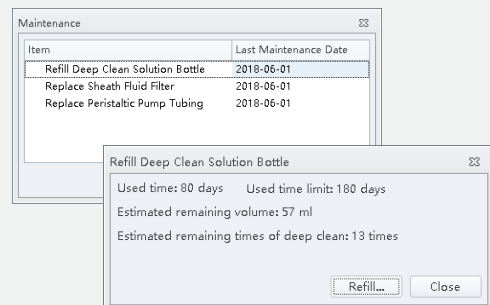 Maintenance
Item Last Maintenance Date
Refill Deep Clean Solution Bottle 2018-06-01
Replace Sheath Fluid Filter 2018-06-01
Replace Peristaltic Pump Tubing 2018-06-01
Refill Deep Clean Solution Bottle
Used time: 80 days Used time limit: 180 days
Estimated remaining volume: 57 ml
Estimated remaining times of deep clean: 13 times
Refill... Close